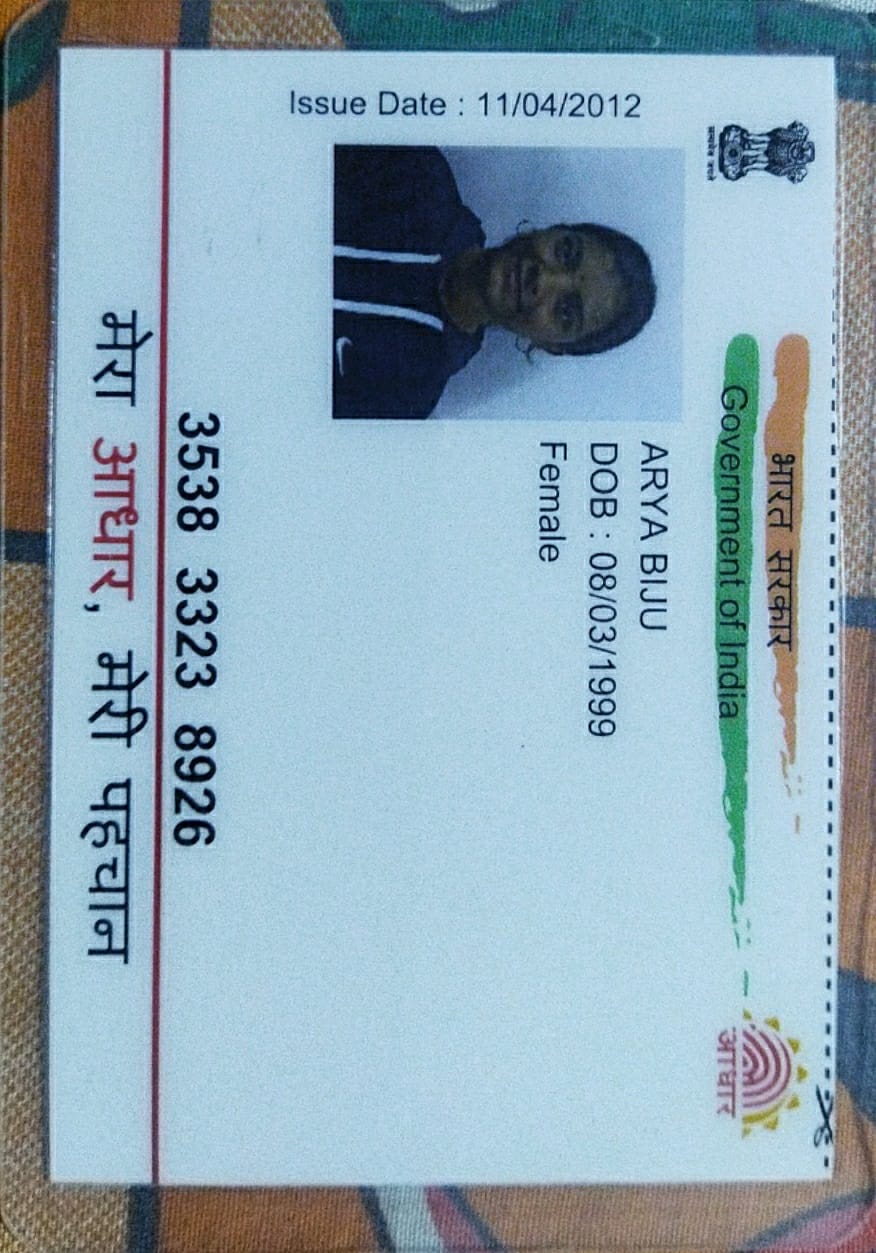 भारत सरकार
Government of India
आधार
Issue Date : 11/04/2012
ARYA BIJU
DOB : 08/03/1999
Female
3538 3323 8926
मेरा आधार, मेरी पहचान